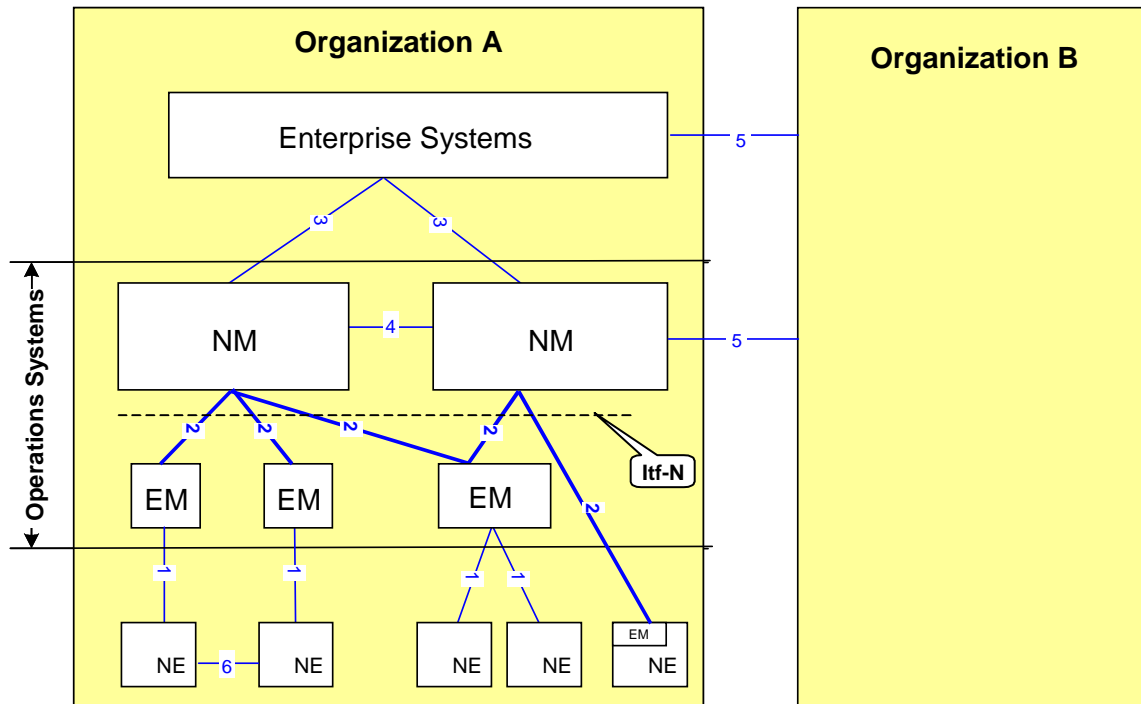 Organization A
Organization B
Enterprise Systems
5
3
3
Operations Systems
NM
4
NM
5
2
2
2
2
Itf-N
EM
EM
EM
2
1
1
1
1
NE
6
NE
NE
NE
EM
NE